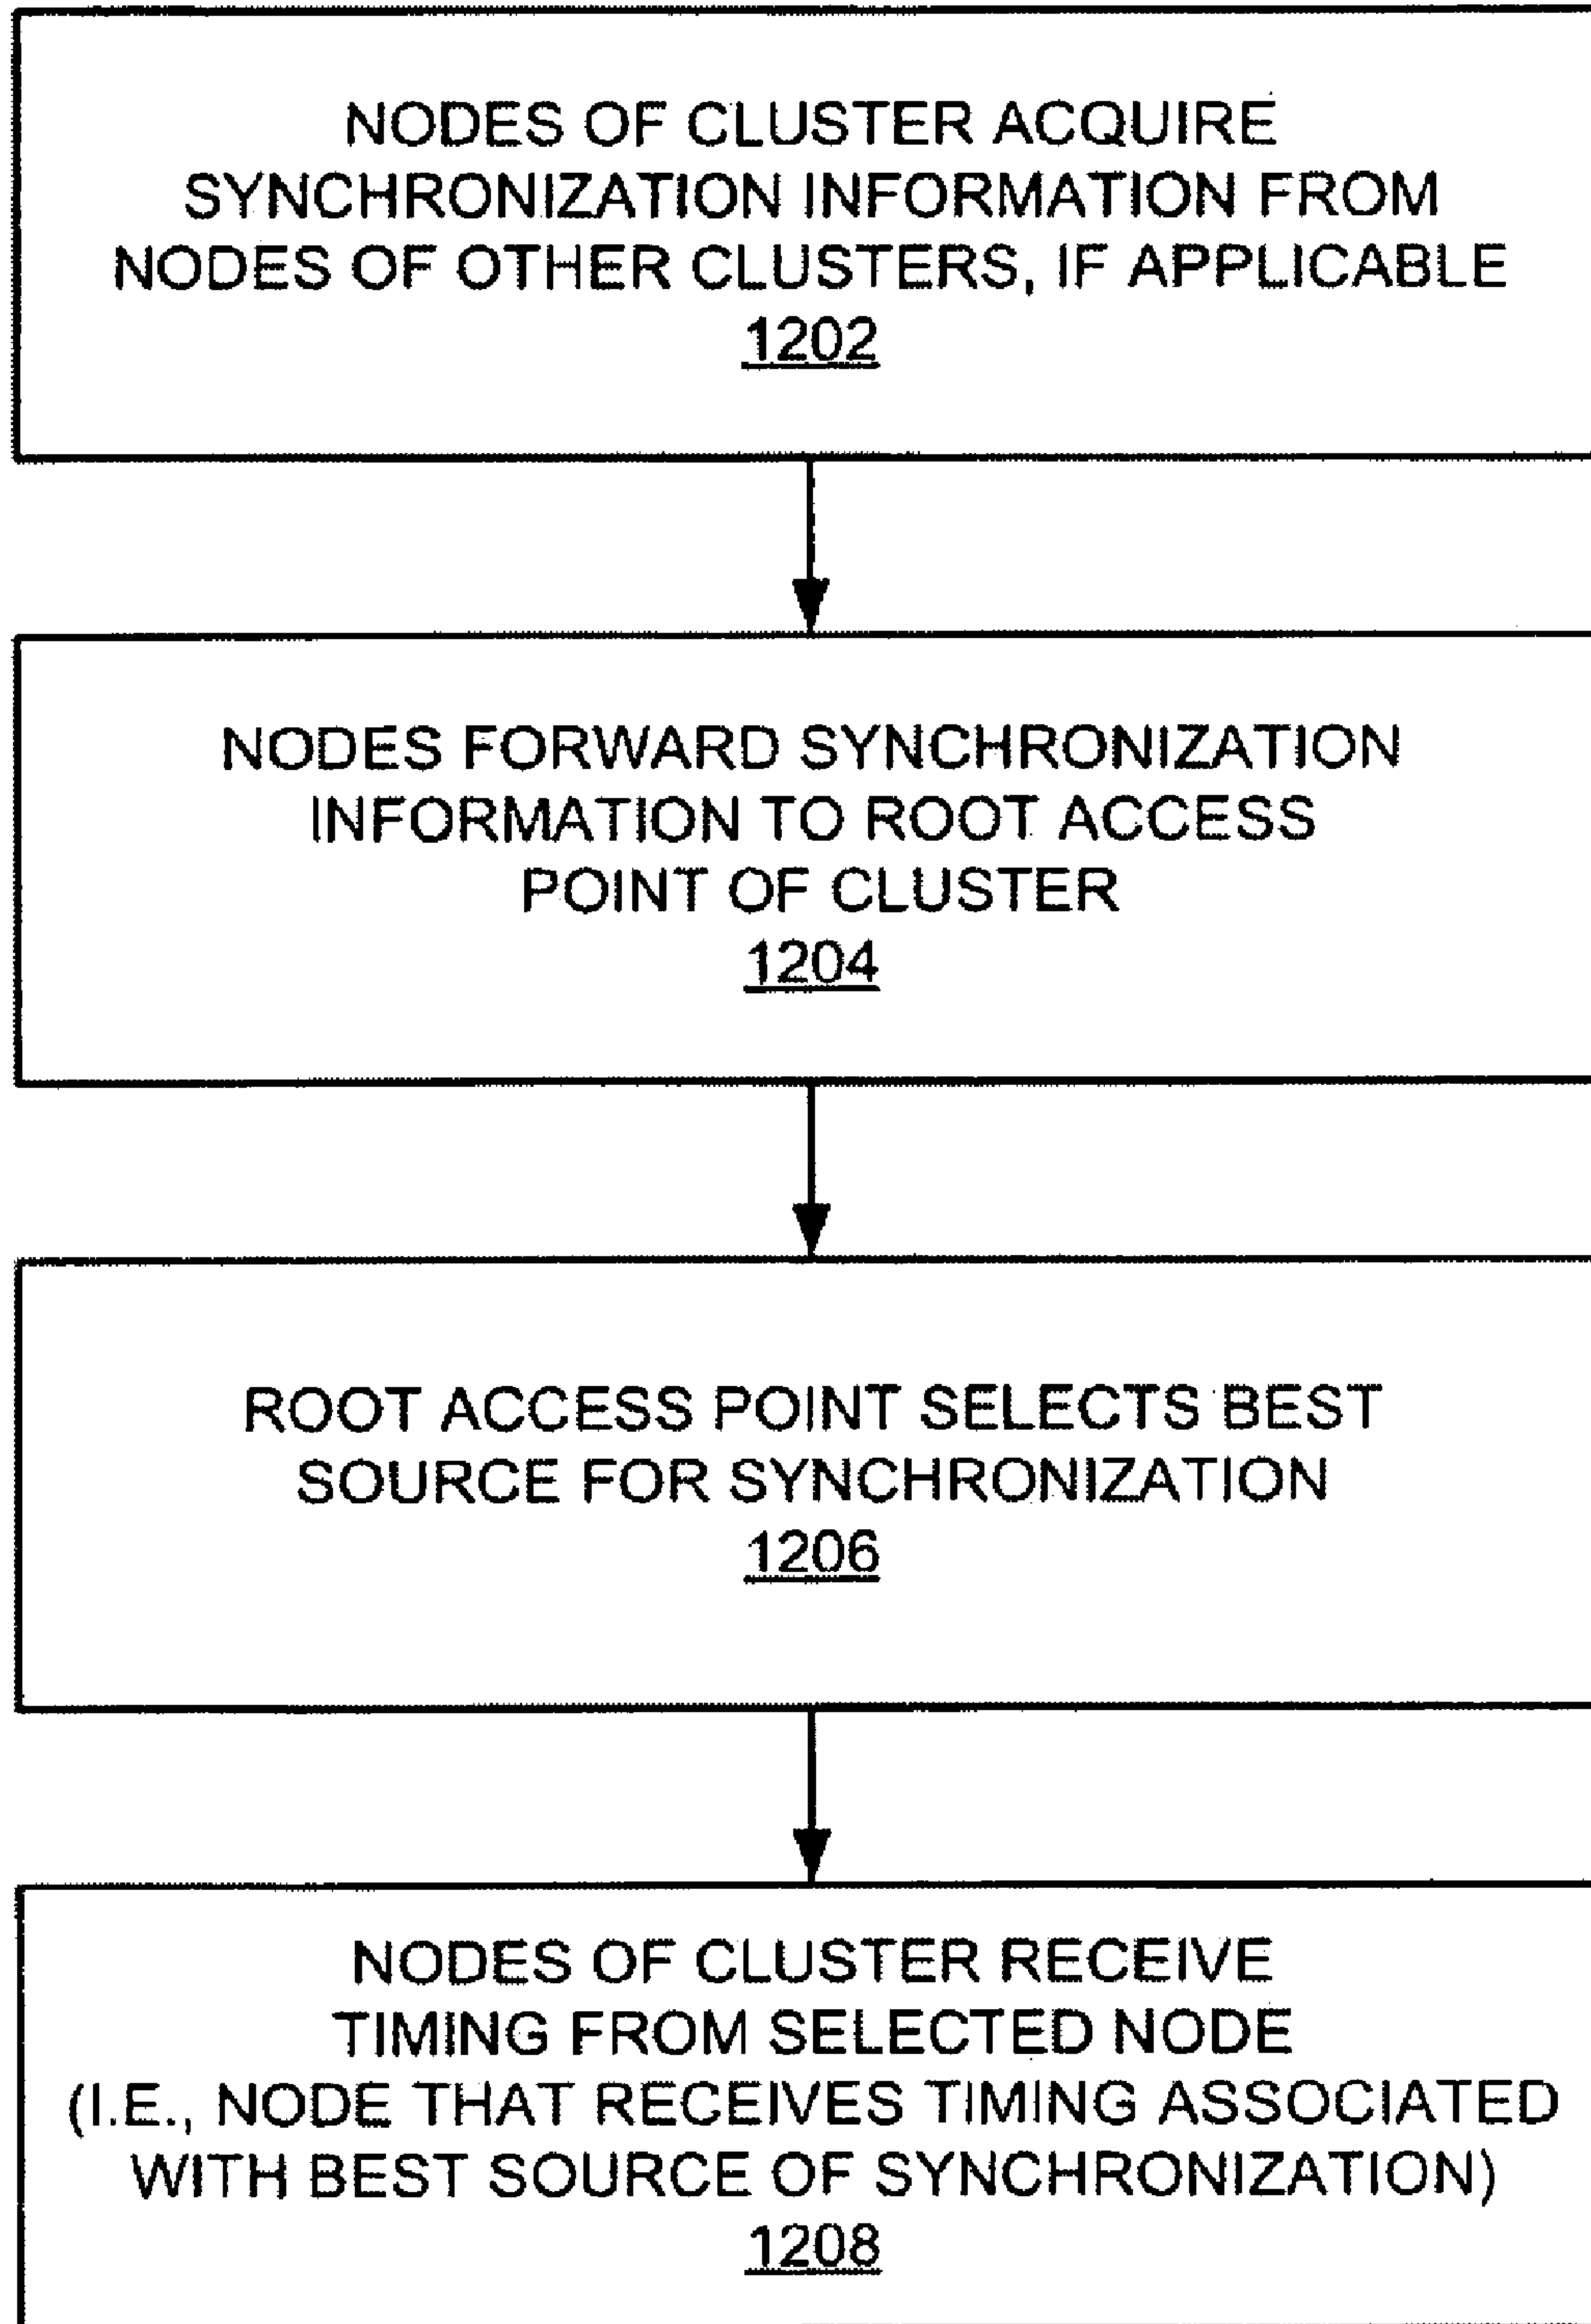 NODES OF CLUSTER ACQUIRE
SYNCHRONIZATION INFORMATION FROM
NODES OF OTHER CLUSTERS, IF APPLICABLE
1202
NODES FORWARD SYNCHRONIZATION
INFORMATION TO ROOT ACCESS
POINT OF CLUSTER
1204
ROOT ACCESS POINT SELECTS BEST
SOURCE FOR SYNCHRONIZATION
1206
NODES OF CLUSTER RECEIVE
TIMING FROM SELECTED NODE
(I.E., NODE THAT RECEIVES TIMING ASSOCIATED
WITH BEST SOURCE OF SYNCHRONIZATION)
1208